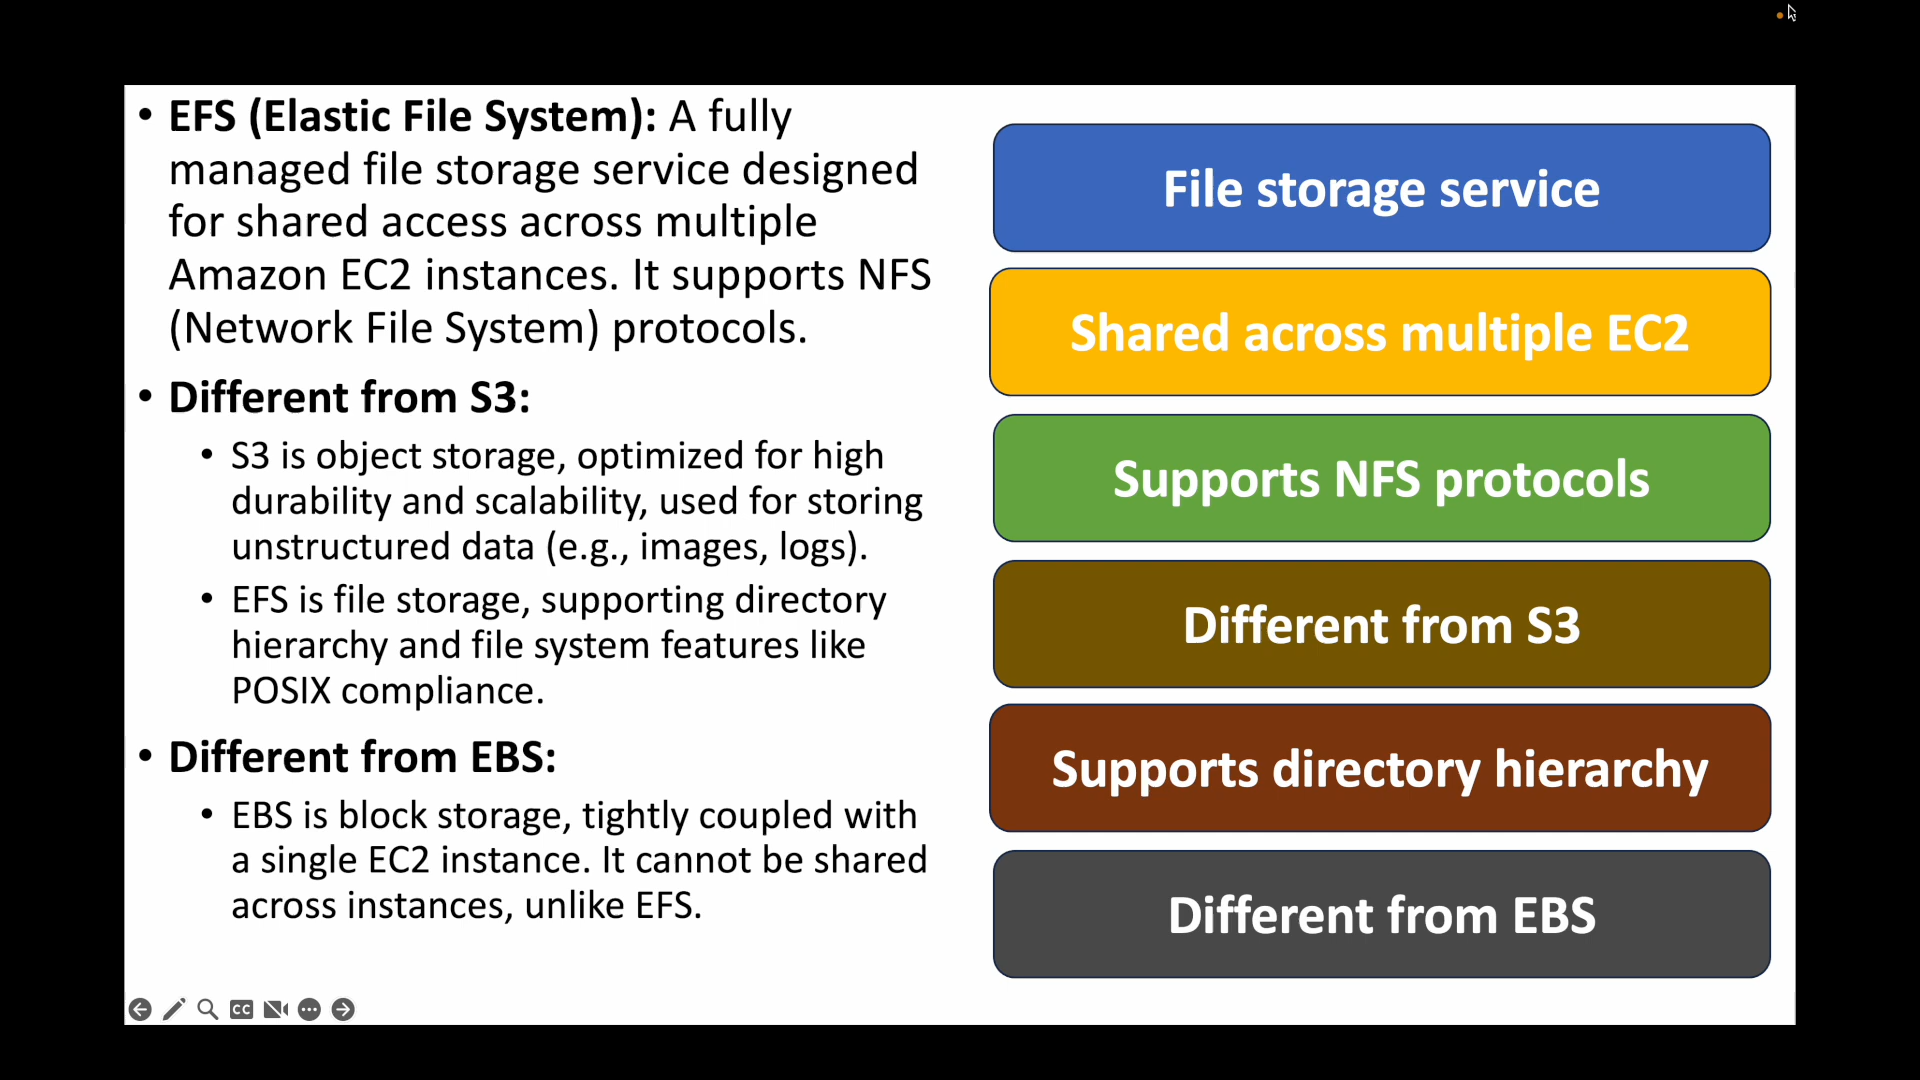 • EFS (Elastic File System): A fully
managed file storage service designed
for shared access across multiple
Amazon EC2 instances. It supports NFS
(Network File System) protocols.
• Different from S3:
• S3 is object storage, optimized for high
durability and scalability, used for storing
unstructured data (e.g., images, logs).
• EFS is file storage, supporting directory
hierarchy and file system features like
POSIX compliance.
• Different from EBS:
• EBS is block storage, tightly coupled with
a single EC2 instance. It cannot be shared
across instances, unlike EFS.
File storage service
Shared across multiple EC2
Supports NFS protocols
Different from S3
Supports directory hierarchy
Different from EBS
CC